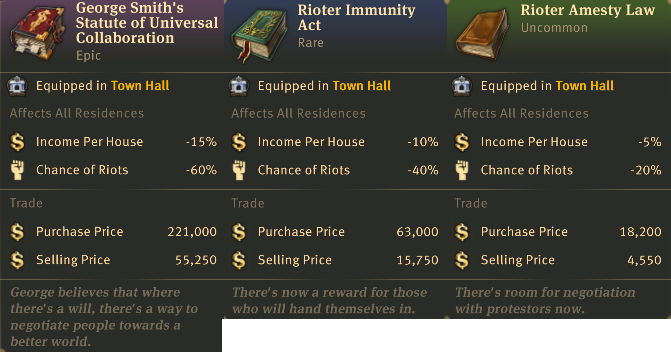 George Smith's
Statute of Universal
Collaboration
Epic
Equipped in Town Hall
Affects All Residences
Income Per House -15%
Chance of Riots -60%
Trade
Purchase Price 221,000
Selling Price 55,250
George believes that where
there's a will, there's a way to
negotiate people towards a
better world.
Rioter Immunity
Act
Rare
Equipped in Town Hall
Affects All Residences
Income Per House -10%
Chance of Riots -40%
Trade
Purchase Price 63,000
Selling Price 15,750
There's now a reward for those
who will hand themselves in.
Rioter Amesty Law
Uncommon
Equipped in Town Hall
Affects All Residences
Income Per House -5%
Chance of Riots -20%
Trade
Purchase Price 18,200
Selling Price 4,550
There's room for negotiation
with protestors now.